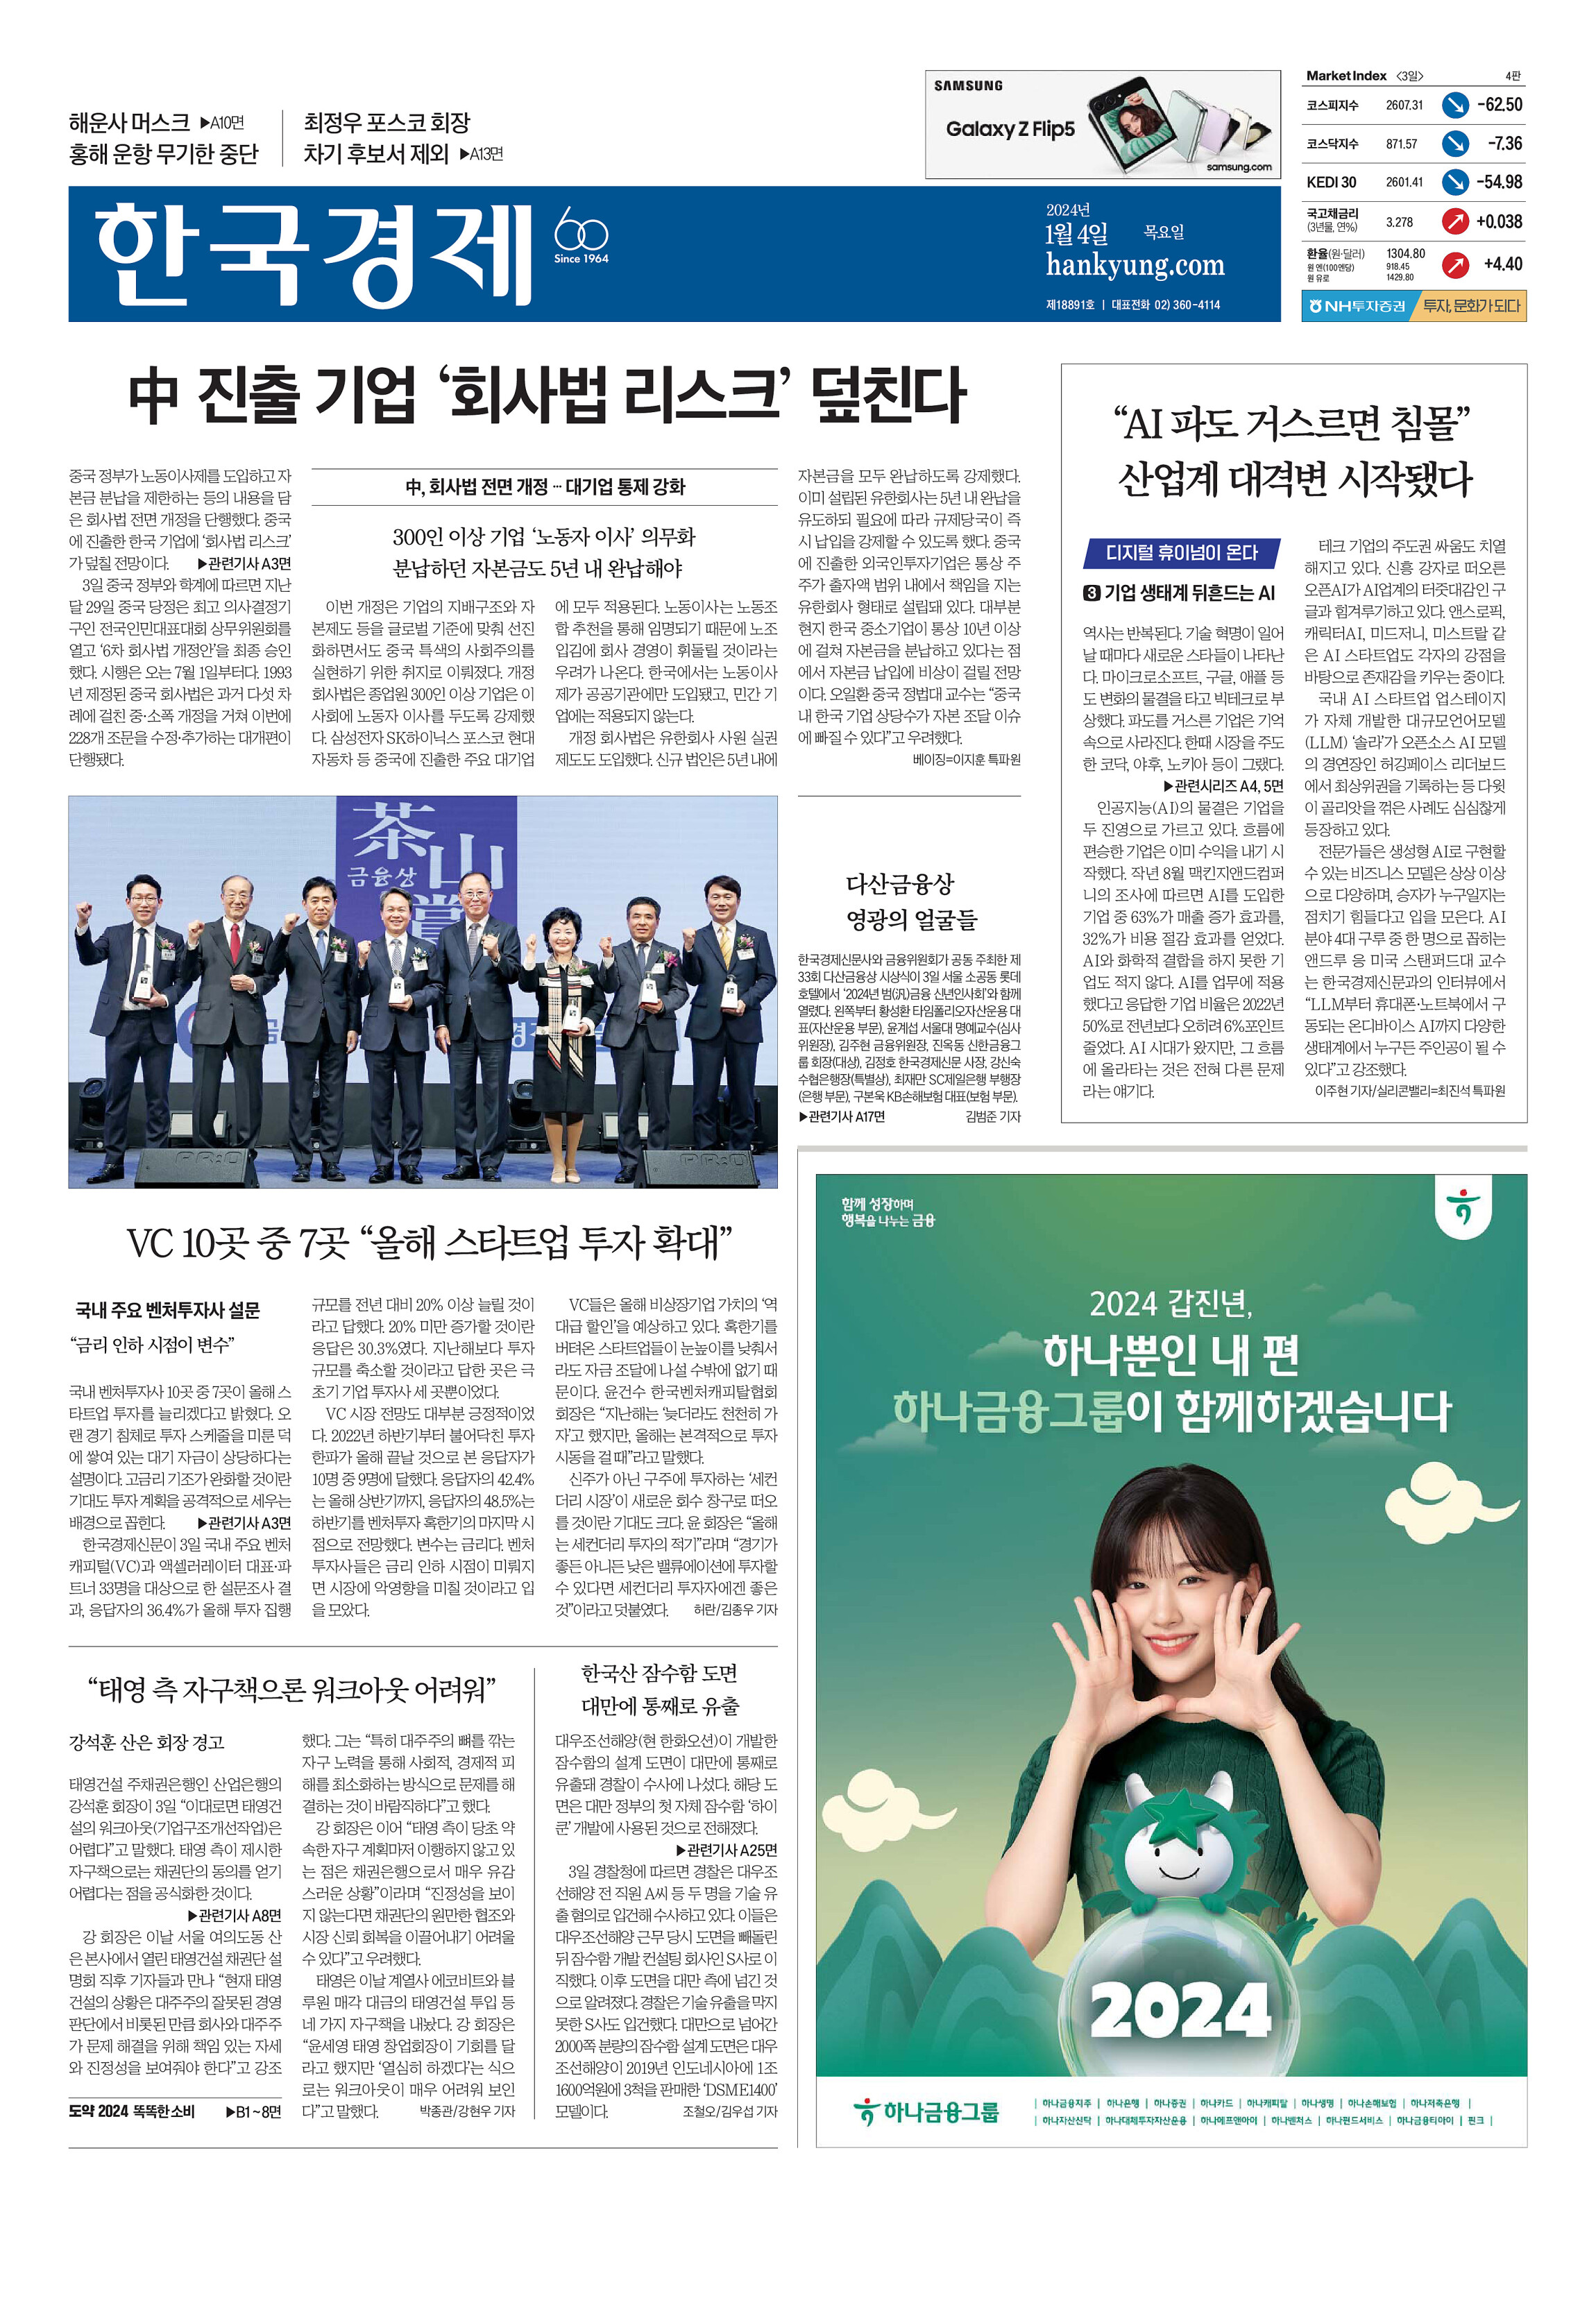 해운사 머스크 ▶A10면
홍해 운항 무기한 중단
최정우 포스코 회장
차기 후보서 제외 ▶A13면
SAMSUNG
Galaxy Z Flip5
samsung.com
Market Index 〈3일〉 4판
코스피지수 2607.31 -62.50
코스닥지수 871.57 -7.36
KEDI 30 2601.41 -54.98
국고채금리 3.278 +0.038
(3년물, 연%)
환율(원·달러) 1304.80 +4.40
원 엔(100엔당) 918.45
원 유로 1429.80
NH투자증권 투자, 문화가 되다
한국경제
60
Since 1964
2024년
1월 4일 목요일
hankyung.com
제18891호 | 대표전화 02) 360-4114
中 진출 기업 ‘회사법 리스크’ 덮친다
중국 정부가 노동이사제를 도입하고 자
본금 분납을 제한하는 등의 내용을 담
은 회사법 전면 개정을 단행했다. 중국
에 진출한 한국 기업에 ‘회사법 리스크’
가 덮칠 전망이다. ▶관련기사 A3면
3일 중국 정부와 학계에 따르면 지난
달 29일 중국 당정은 최고 의사결정기
구인 전국인민대표대회 상무위원회를
열고 ‘6차 회사법 개정안’을 최종 승인
했다. 시행은 오는 7월 1일부터다. 1993
년 제정된 중국 회사법은 과거 다섯 차
례에 걸친 중·소폭 개정을 거쳐 이번에
228개 조문을 수정·추가하는 대개편이
단행됐다.
中, 회사법 전면 개정 … 대기업 통제 강화
300인 이상 기업 ‘노동자 이사’ 의무화
분납하던 자본금도 5년 내 완납해야
이번 개정은 기업의 지배구조와 자
본제도 등을 글로벌 기준에 맞춰 선진
화하면서도 중국 특색의 사회주의를
실현하기 위한 취지로 이뤄졌다. 개정
회사법은 종업원 300인 이상 기업은 이
사회에 노동자 이사를 두도록 강제했
다. 삼성전자 SK하이닉스 포스코 현대
자동차 등 중국에 진출한 주요 대기업
에 모두 적용된다. 노동이사는 노동조
합 추천을 통해 임명되기 때문에 노조
입김에 회사 경영이 휘둘릴 것이라는
우려가 나온다. 한국에서는 노동이사
제가 공공기관에만 도입됐고, 민간 기
업에는 적용되지 않는다.
개정 회사법은 유한회사 사원 실권
제도도 도입했다. 신규 법인은 5년 내에
자본금을 모두 완납하도록 강제했다.
이미 설립된 유한회사는 5년 내 완납을
유도하되 필요에 따라 규제당국이 즉
시 납입을 강제할 수 있도록 했다. 중국
에 진출한 외국인투자기업은 통상 주
주가 출자액 범위 내에서 책임을 지는
유한회사 형태로 설립돼 있다. 대부분
현지 한국 중소기업이 통상 10년 이상
에 걸쳐 자본금을 분납하고 있다는 점
에서 자본금 납입에 비상이 걸릴 전망
이다. 오일환 중국 정법대 교수는 “중국
내 한국 기업 상당수가 자본 조달 이슈
에 빠질 수 있다”고 우려했다.
베이징=이지훈 특파원
茶山
금융상
賞
다산금융상
영광의 얼굴들
한국경제신문사와 금융위원회가 공동 주최한 제
33회 다산금융상 시상식이 3일 서울 소공동 롯데
호텔에서 ‘2024년 범(汎)금융 신년인사회’와 함께
열렸다. 왼쪽부터 황성환 타임폴리오자산운용 대
표(자산운용 부문), 윤계섭 서울대 명예교수(심사
위원장), 김주현 금융위원장, 진옥동 신한금융그
룹 회장(대상), 김정호 한국경제신문 사장, 강신숙
수협은행장(특별상), 최재만 SC제일은행 부행장
(은행 부문), 구본욱 KB손해보험 대표(보험 부문).
▶관련기사 A17면 김범준 기자
“AI 파도 거스르면 침몰”
산업계 대격변 시작됐다
디지털 휴이넘이 온다
3 기업 생태계 뒤흔드는 AI
역사는 반복된다. 기술 혁명이 일어
날 때마다 새로운 스타들이 나타난
다. 마이크로소프트, 구글, 애플 등
도 변화의 물결을 타고 빅테크로 부
상했다. 파도를 거스른 기업은 기억
속으로 사라진다. 한때 시장을 주도
한 코닥, 야후, 노키아 등이 그랬다.
▶관련시리즈 A4, 5면
인공지능(AI)의 물결은 기업을
두 진영으로 가르고 있다. 흐름에
편승한 기업은 이미 수익을 내기 시
작했다. 작년 8월 맥킨지앤드컴퍼
니의 조사에 따르면 AI를 도입한
기업 중 63%가 매출 증가 효과를,
32%가 비용 절감 효과를 얻었다.
AI와 화학적 결합을 하지 못한 기
업도 적지 않다. AI를 업무에 적용
했다고 응답한 기업 비율은 2022년
50%로 전년보다 오히려 6%포인트
줄었다. AI 시대가 왔지만, 그 흐름
에 올라타는 것은 전혀 다른 문제
라는 얘기다.
테크 기업의 주도권 싸움도 치열
해지고 있다. 신흥 강자로 떠오른
오픈AI가 AI업계의 터줏대감인 구
글과 힘겨루기하고 있다. 앤스로픽,
캐릭터AI, 미드저니, 미스트랄 같
은 AI 스타트업도 각자의 강점을
바탕으로 존재감을 키우는 중이다.
국내 AI 스타트업 업스테이지
가 자체 개발한 대규모언어모델
(LLM) ‘솔라’가 오픈소스 AI 모델
의 경연장인 허깅페이스 리더보드
에서 최상위권을 기록하는 등 다윗
이 골리앗을 꺾은 사례도 심심찮게
등장하고 있다.
전문가들은 생성형 AI로 구현할
수 있는 비즈니스 모델은 상상 이상
으로 다양하며, 승자가 누구일지는
점치기 힘들다고 입을 모은다. AI
분야 4대 구루 중 한 명으로 꼽히는
앤드루 응 미국 스탠퍼드대 교수
는 한국경제신문과의 인터뷰에서
“LLM부터 휴대폰·노트북에서 구
동되는 온디바이스 AI까지 다양한
생태계에서 누구든 주인공이 될 수
있다”고 강조했다.
이주현 기자/실리콘밸리=최진석 특파원
VC 10곳 중 7곳 “올해 스타트업 투자 확대”
국내 주요 벤처투자사 설문
“금리 인하 시점이 변수”
국내 벤처투자사 10곳 중 7곳이 올해 스
타트업 투자를 늘리겠다고 밝혔다. 오
랜 경기 침체로 투자 스케줄을 미룬 덕
에 쌓여 있는 대기 자금이 상당하다는
설명이다. 고금리 기조가 완화할 것이란
기대도 투자 계획을 공격적으로 세우는
배경으로 꼽힌다. ▶관련기사 A3면
한국경제신문이 3일 국내 주요 벤처
캐피털(VC)과 액셀러레이터 대표·파
트너 33명을 대상으로 한 설문조사 결
과, 응답자의 36.4%가 올해 투자 집행
규모를 전년 대비 20% 이상 늘릴 것이
라고 답했다. 20% 미만 증가할 것이란
응답은 30.3%였다. 지난해보다 투자
규모를 축소할 것이라고 답한 곳은 극
초기 기업 투자사 세 곳뿐이었다.
VC 시장 전망도 대부분 긍정적이었
다. 2022년 하반기부터 불어닥친 투자
한파가 올해 끝날 것으로 본 응답자가
10명 중 9명에 달했다. 응답자의 42.4%
는 올해 상반기까지, 응답자의 48.5%는
하반기를 벤처투자 혹한기의 마지막 시
점으로 전망했다. 변수는 금리다. 벤처
투자사들은 금리 인하 시점이 미뤄지
면 시장에 악영향을 미칠 것이라고 입
을 모았다.
VC들은 올해 비상장기업 가치의 ‘역
대급 할인’을 예상하고 있다. 혹한기를
버텨온 스타트업들이 눈높이를 낮춰서
라도 자금 조달에 나설 수밖에 없기 때
문이다. 윤건수 한국벤처캐피탈협회
회장은 “지난해는 ‘늦더라도 천천히 가
자’고 했지만, 올해는 본격적으로 투자
시동을 걸 때”라고 말했다.
신주가 아닌 구주에 투자하는 ‘세컨
더리 시장’이 새로운 회수 창구로 떠오
를 것이란 기대도 크다. 윤 회장은 “올해
는 세컨더리 투자의 적기”라며 “경기가
좋든 아니든 낮은 밸류에이션에 투자할
수 있다면 세컨더리 투자자에겐 좋은
것”이라고 덧붙였다. 허란/김종우 기자
“태영 측 자구책으론 워크아웃 어려워”
강석훈 산은 회장 경고
태영건설 주채권은행인 산업은행의
강석훈 회장이 3일 “이대로면 태영건
설의 워크아웃(기업구조개선작업)은
어렵다”고 말했다. 태영 측이 제시한
자구책으로는 채권단의 동의를 얻기
어렵다는 점을 공식화한 것이다.
▶관련기사 A8면
강 회장은 이날 서울 여의도동 산
은 본사에서 열린 태영건설 채권단 설
명회 직후 기자들과 만나 “현재 태영
건설의 상황은 대주주의 잘못된 경영
판단에서 비롯된 만큼 회사와 대주주
가 문제 해결을 위해 책임 있는 자세
와 진정성을 보여줘야 한다”고 강조
도약 2024 똑똑한 소비 ▶B1~8면
했다. 그는 “특히 대주주의 뼈를 깎는
자구 노력을 통해 사회적, 경제적 피
해를 최소화하는 방식으로 문제를 해
결하는 것이 바람직하다”고 했다.
강 회장은 이어 “태영 측이 당초 약
속한 자구 계획마저 이행하지 않고 있
는 점은 채권은행으로서 매우 유감
스러운 상황”이라며 “진정성을 보이
지 않는다면 채권단의 원만한 협조와
시장 신뢰 회복을 이끌어내기 어려울
수 있다”고 우려했다.
태영은 이날 계열사 에코비트와 블
루원 매각 대금의 태영건설 투입 등
네 가지 자구책을 내놨다. 강 회장은
“윤세영 태영 창업회장이 기회를 달
라고 했지만 ‘열심히 하겠다’는 식으
로는 워크아웃이 매우 어려워 보인
다”고 말했다. 박종관/강현우 기자
한국산 잠수함 도면
대만에 통째로 유출
대우조선해양(현 한화오션)이 개발한
잠수함의 설계 도면이 대만에 통째로
유출돼 경찰이 수사에 나섰다. 해당 도
면은 대만 정부의 첫 자체 잠수함 ‘하이
쿤’ 개발에 사용된 것으로 전해졌다.
▶관련기사 A25면
3일 경찰청에 따르면 경찰은 대우조
선해양 전 직원 A씨 등 두 명을 기술 유
출 혐의로 입건해 수사하고 있다. 이들은
대우조선해양 근무 당시 도면을 빼돌린
뒤 잠수함 개발 컨설팅 회사인 S사로 이
직했다. 이후 도면을 대만 측에 넘긴 것
으로 알려졌다. 경찰은 기술 유출을 막지
못한 S사도 입건했다. 대만으로 넘어간
2000쪽 분량의 잠수함 설계 도면은 대우
조선해양이 2019년 인도네시아에 1조
1600억원에 3척을 판매한 ‘DSME1400’
모델이다. 조철오/김우섭 기자
함께 성장하며
행복을 나누는 금융
2024 갑진년,
하나뿐인 내 편
하나금융그룹이 함께하겠습니다
2024
하나금융그룹
| 하나금융지주 | 하나은행 | 하나증권 | 하나카드 | 하나캐피탈 | 하나생명 | 하나손해보험 | 하나저축은행 |
| 하나자산신탁 | 하나대체투자자산운용 | 하나에프앤아이 | 하나벤처스 | 하나펀드서비스 | 하나금융티아이 | 핀크 |